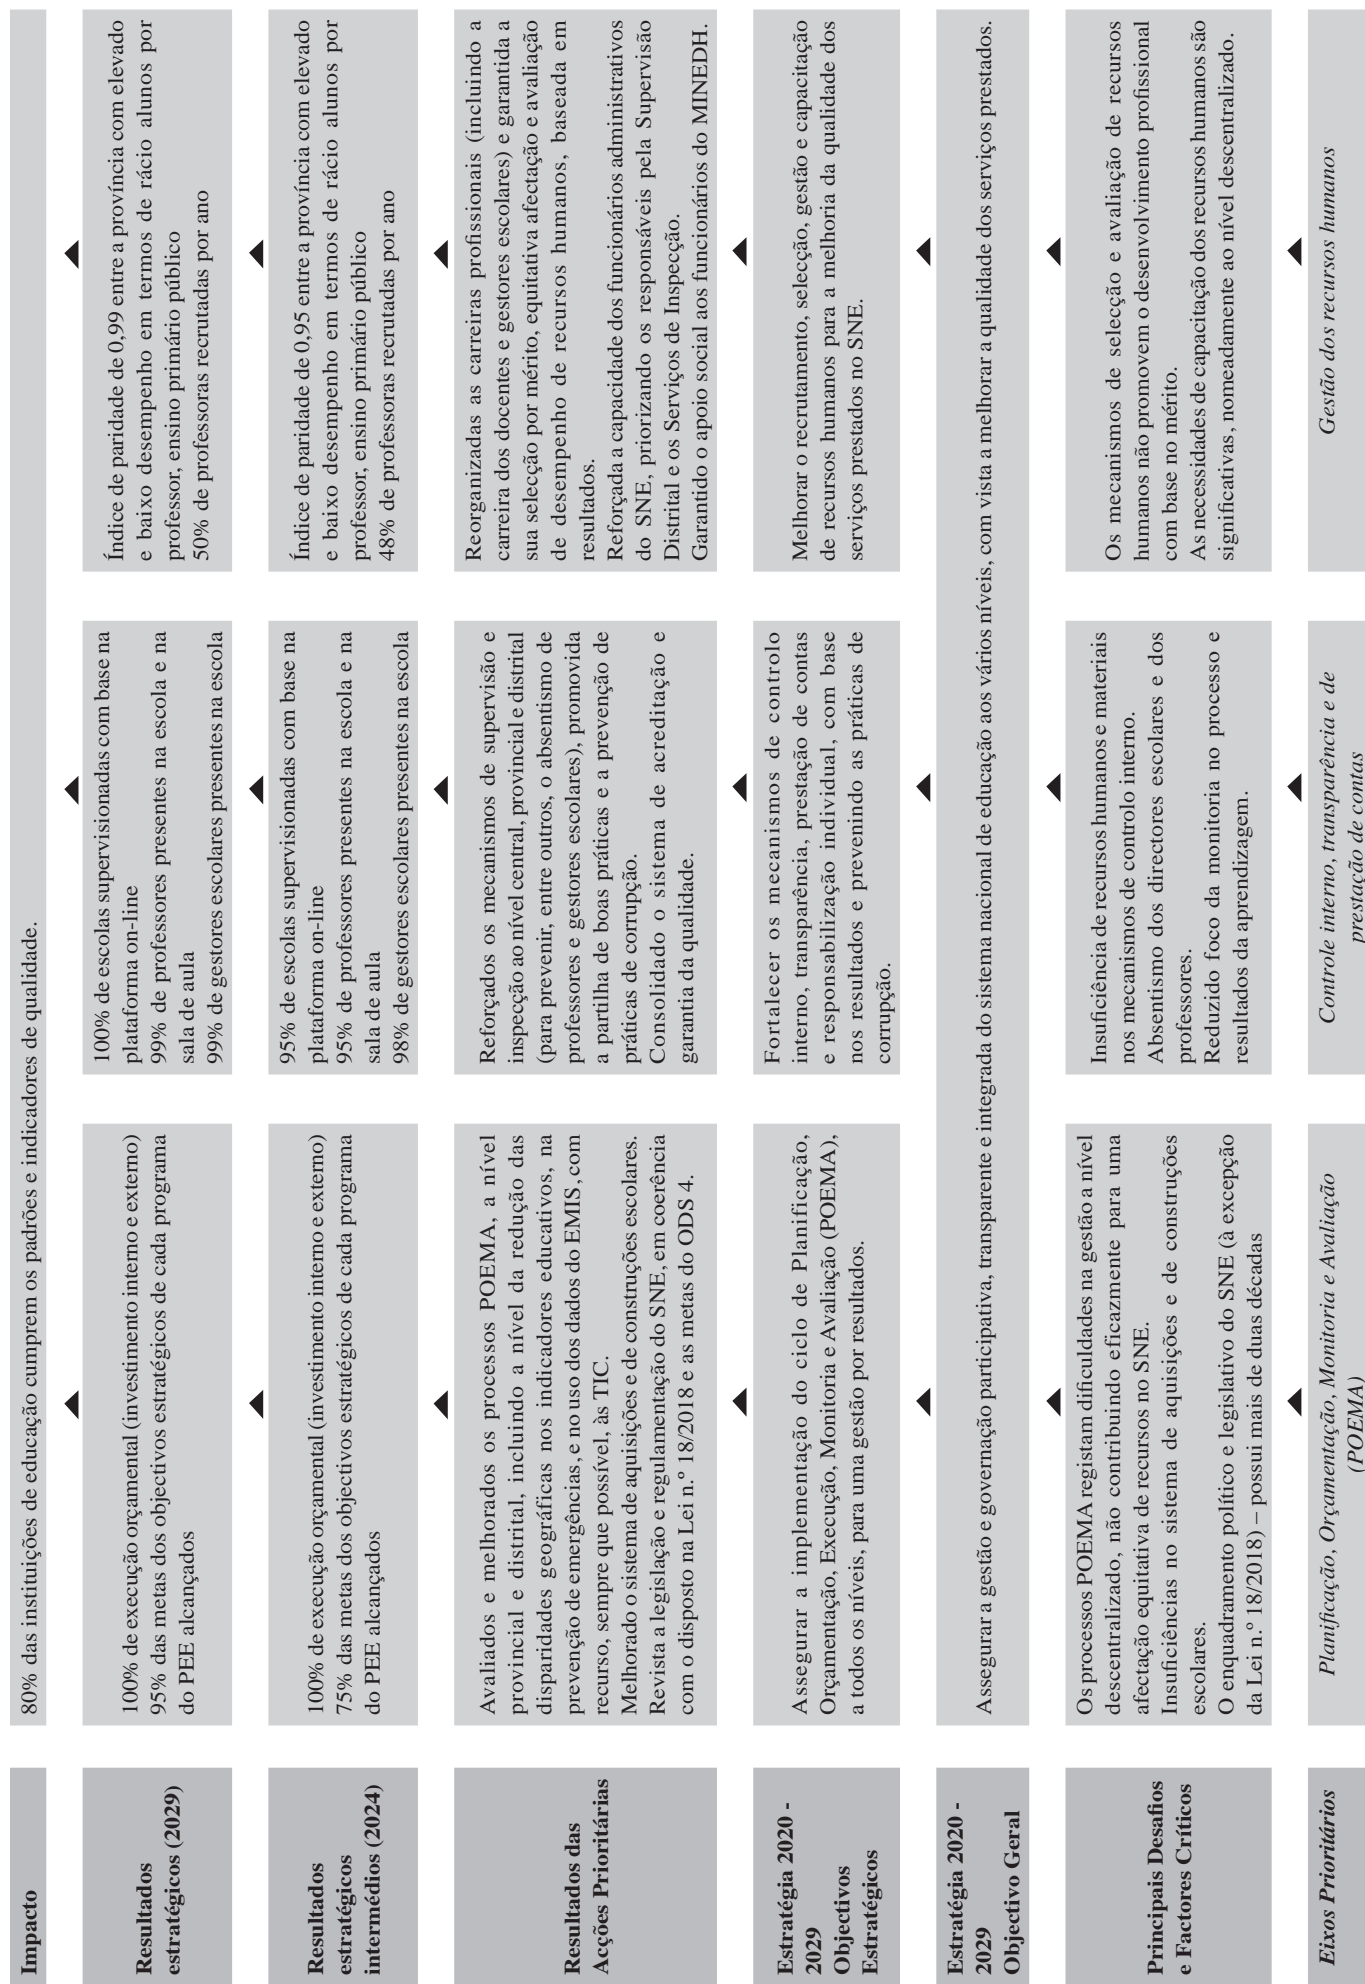 Impacto
80% das instituições de educação cumprem os padrões e indicadores de qualidade.
Resultados
estratégicos (2029)
100% de execução orçamental (investimento interno e externo)
95% das metas dos objectivos estratégicos de cada programa
do PEE alcançados
100% de escolas supervisionadas com base na
plataforma on-line
99% de professores presentes na escola e na
sala de aula
99% de gestores escolares presentes na escola
Índice de paridade de 0,99 entre a província com elevado
e baixo desempenho em termos de rácio alunos por
professor, ensino primário público
50% de professoras recrutadas por ano
Resultados
estratégicos
intermédios (2024)
100% de execução orçamental (investimento interno e externo)
75% das metas dos objectivos estratégicos de cada programa
do PEE alcançados
95% de escolas supervisionadas com base na
plataforma on-line
95% de professores presentes na escola e na
sala de aula
98% de gestores escolares presentes na escola
Índice de paridade de 0,95 entre a província com elevado
e baixo desempenho em termos de rácio alunos por
professor, ensino primário público
48% de professoras recrutadas por ano
Resultados das
Acções Prioritárias
Avaliados e melhorados os processos POEMA, a nível
provincial e distrital, incluindo a nível da redução das
disparidades geográficas nos indicadores educativos, na
prevenção de emergências, e no uso dos dados do EMIS, com
recurso, sempre que possível, às TIC.
Melhorado o sistema de aquisições e de construções escolares.
Revista a legislação e regulamentação do SNE, em coerência
com o disposto na Lei n.º 18/2018 e as metas do ODS 4.
Reforçados os mecanismos de supervisão e
inspecção ao nível central, provincial e distrital
(para prevenir, entre outros, o absentismo de
professores e gestores escolares), promovida
a partilha de boas práticas e a prevenção de
práticas de corrupção.
Consolidado o sistema de acreditação e
garantia da qualidade.
Reorganizadas as carreiras profissionais (incluindo a
carreira dos docentes e gestores escolares) e garantida a
sua selecção por mérito, equitativa afectação e avaliação
de desempenho de recursos humanos, baseada em
resultados.
Reforçada a capacidade dos funcionários administrativos
do SNE, priorizando os responsáveis pela Supervisão
Distrital e os Serviços de Inspecção.
Garantido o apoio social aos funcionários do MINEDH.
Estratégia 2020 -
2029
Objectivos
Estratégicos
Assegurar a implementação do ciclo de Planificação,
Orçamentação, Execução, Monitoria e Avaliação (POEMA),
a todos os níveis, para uma gestão por resultados.
Fortalecer os mecanismos de controlo
interno, transparência, prestação de contas
e responsabilização individual, com base
nos resultados e prevenindo as práticas de
corrupção.
Melhorar o recrutamento, selecção, gestão e capacitação
de recursos humanos para a melhoria da qualidade dos
serviços prestados no SNE.
Estratégia 2020 -
2029
Objectivo Geral
Assegurar a gestão e governação participativa, transparente e integrada do sistema nacional de educação aos vários níveis, com vista a melhorar a qualidade dos serviços prestados.
Principais Desafios
e Factores Críticos
Os processos POEMA registam dificuldades na gestão a nível
descentralizado, não contribuindo eficazmente para uma
afectação equitativa de recursos no SNE.
Insuficiências no sistema de aquisições e de construções
escolares.
O enquadramento político e legislativo do SNE (à excepção
da Lei n.º 18/2018) – possui mais de duas décadas
Insuficiência de recursos humanos e materiais
nos mecanismos de controlo interno.
Absentismo dos directores escolares e dos
professores.
Reduzido foco da monitoria no processo e
resultados da aprendizagem.
Os mecanismos de selecção e avaliação de recursos
humanos não promovem o desenvolvimento profissional
com base no mérito.
As necessidades de capacitação dos recursos humanos são
significativas, nomeadamente ao nível descentralizado.
Eixos Prioritários
Planificação, Orçamentação, Monitoria e Avaliação
(POEMA)
Controle interno, transparência e de
prestação de contas
Gestão dos recursos humanos